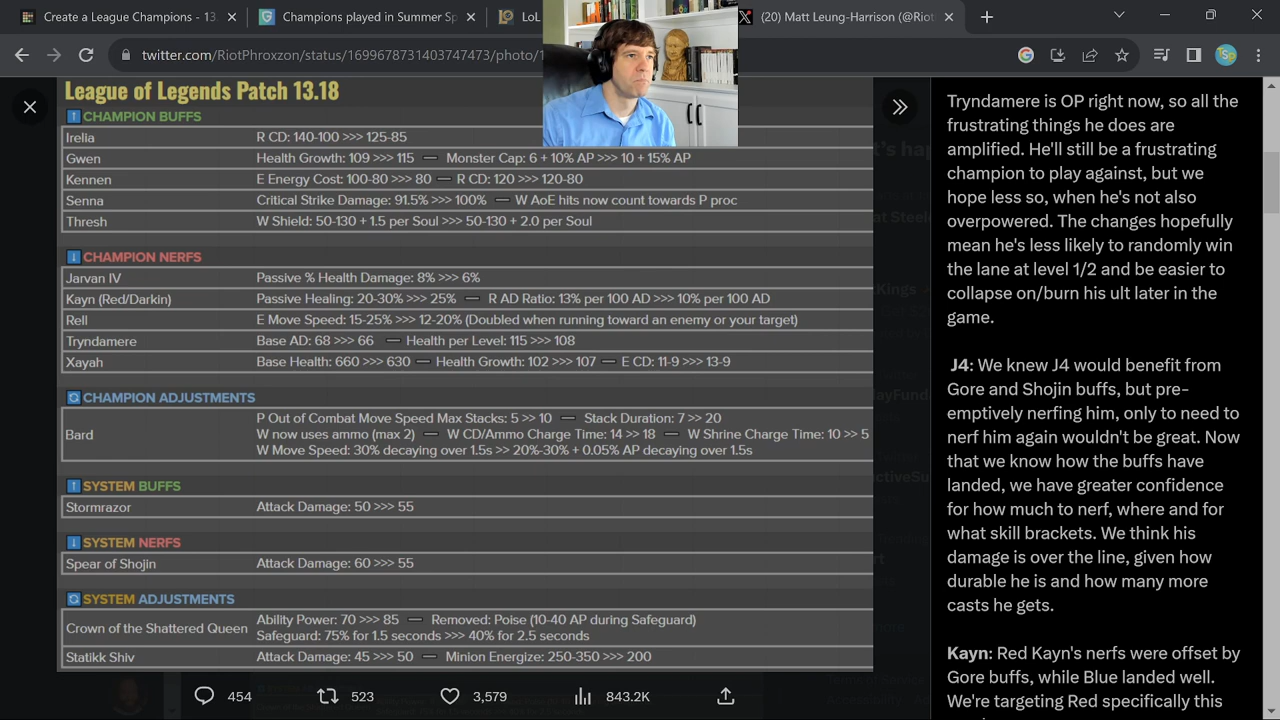 Create a League Champions - 13
Champions played in Summer Sp
LoL
(20) Matt Leung-Harrison (@Riot
twitter.com/RiotPhroxzon/status/1699678731403747473/photo/1
League of Legends Patch 13.18
CHAMPION BUFFS
Irelia R CD: 140-100 >>> 125-85
Gwen Health Growth: 109 >>> 115 — Monster Cap: 6 + 10% AP >>> 10 + 15% AP
Kennen E Energy Cost: 100-80 >>> 80 — R CD: 120 >>> 120-80
Senna Critical Strike Damage: 91.5% >>> 100% — W AoE hits now count towards P proc
Thresh W Shield: 50-130 + 1.5 per Soul >>> 50-130 + 2.0 per Soul
CHAMPION NERFS
Jarvan IV Passive % Health Damage: 8% >>> 6%
Kayn (Red/Darkin) Passive Healing: 20-30% >>> 25% — R AD Ratio: 13% per 100 AD >>> 10% per 100 AD
Rell E Move Speed: 15-25% >>> 12-20% (Doubled when running toward an enemy or your target)
Tryndamere Base AD: 68 >>> 66 — Health per Level: 115 >>> 108
Xayah Base Health: 660 >>> 630 — Health Growth: 102 >>> 107 — E CD: 11-9 >>> 13-9
CHAMPION ADJUSTMENTS
P Out of Combat Move Speed Max Stacks: 5 >> 10 — Stack Duration: 7 >> 20
Bard W now uses ammo (max 2) — W CD/Ammo Charge Time: 14 >> 18 — W Shrine Charge Time: 10 >> 5
W Move Speed: 30% decaying over 1.5s >> 20%-30% + 0.05% AP decaying over 1.5s
SYSTEM BUFFS
Stormrazor Attack Damage: 50 >>> 55
SYSTEM NERFS
Spear of Shojin Attack Damage: 60 >>> 55
SYSTEM ADJUSTMENTS
Crown of the Shattered Queen Ability Power: 70 >>> 85 — Removed: Poise (10-40 AP during Safeguard)
Safeguard: 75% for 1.5 seconds >>> 40% for 2.5 seconds
Statikk Shiv Attack Damage: 45 >>> 50 — Minion Energize: 250-350 >>> 200
454
523
3,579
843.2K
Tryndamere is OP right now, so all the
frustrating things he does are
amplified. He'll still be a frustrating
champion to play against, but we
hope less so, when he's not also
overpowered. The changes hopefully
mean he's less likely to randomly win
the lane at level 1/2 and be easier to
collapse on/burn his ult later in the
game.
J4: We knew J4 would benefit from
Gore and Shojin buffs, but pre-
emptively nerfing him, only to need to
nerf him again wouldn't be great. Now
that we know how the buffs have
landed, we have greater confidence
for how much to nerf, where and for
what skill brackets. We think his
damage is over the line, given how
durable he is and how many more
casts he gets.
Kayn: Red Kayn's nerfs were offset by
Gore buffs, while Blue landed well.
We're targeting Red specifically this